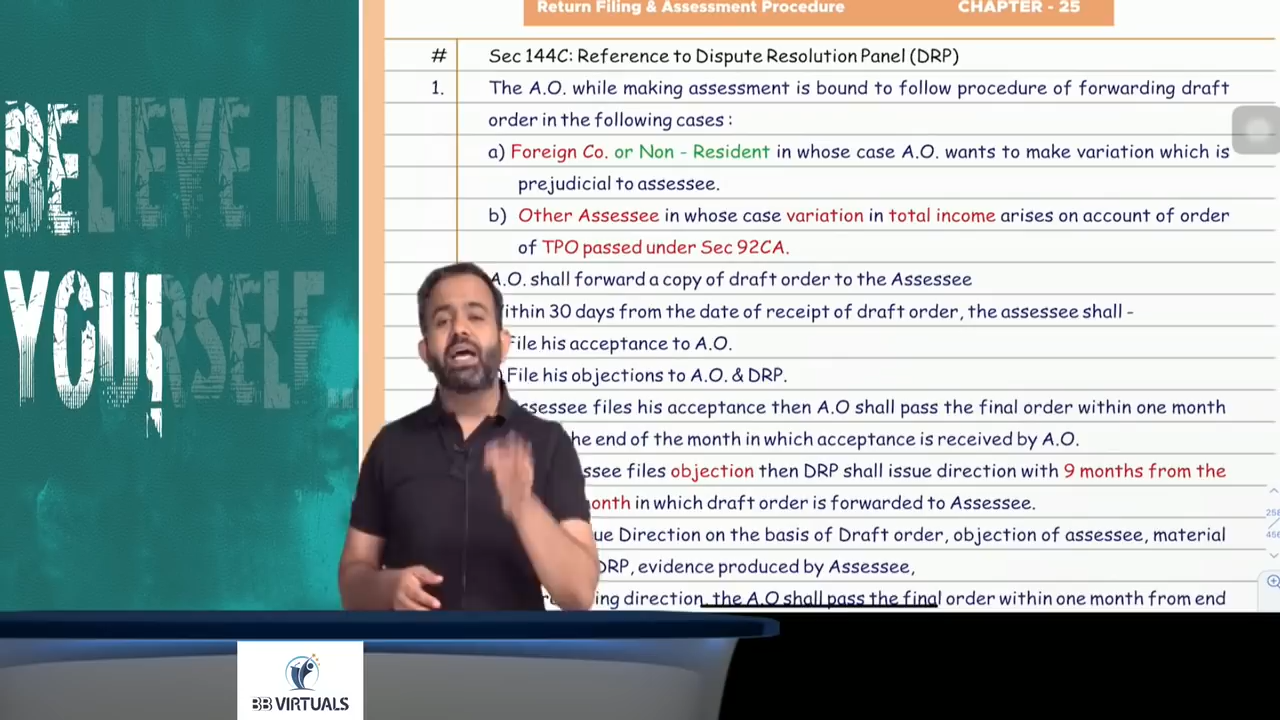 BELIEVE IN
YOURSELF
Return Filing & Assessment Procedure CHAPTER - 25
# Sec 144C: Reference to Dispute Resolution Panel (DRP)
1. The A.O. while making assessment is bound to follow procedure of forwarding draft
order in the following cases :
a) Foreign Co. or Non - Resident in whose case A.O. wants to make variation which is
prejudicial to assessee.
b) Other Assessee in whose case variation in total income arises on account of order
of TPO passed under Sec 92CA.
A.O. shall forward a copy of draft order to the Assessee
ithin 30 days from the date of receipt of draft order, the assessee shall -
File his acceptance to A.O.
) File his objections to A.O. & DRP.
ssessee files his acceptance then A.O shall pass the final order within one month
he end of the month in which acceptance is received by A.O.
ssee files objection then DRP shall issue direction with 9 months from the
onth in which draft order is forwarded to Assessee.
ue Direction on the basis of Draft order, objection of assessee, material
DRP, evidence produced by Assessee,
ing direction, the A.O shall pass the final order within one month from end
258
456
BB VIRTUALS